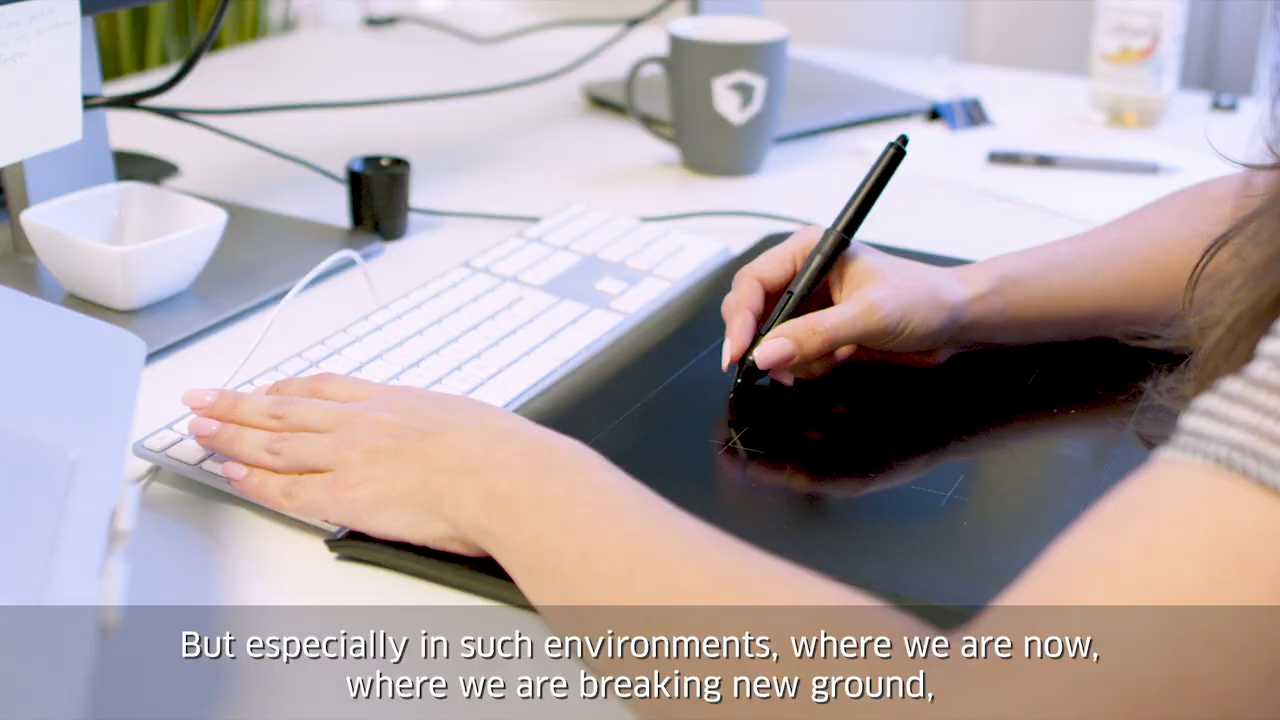 But especially in such environments, where we are now,
where we are breaking new ground,